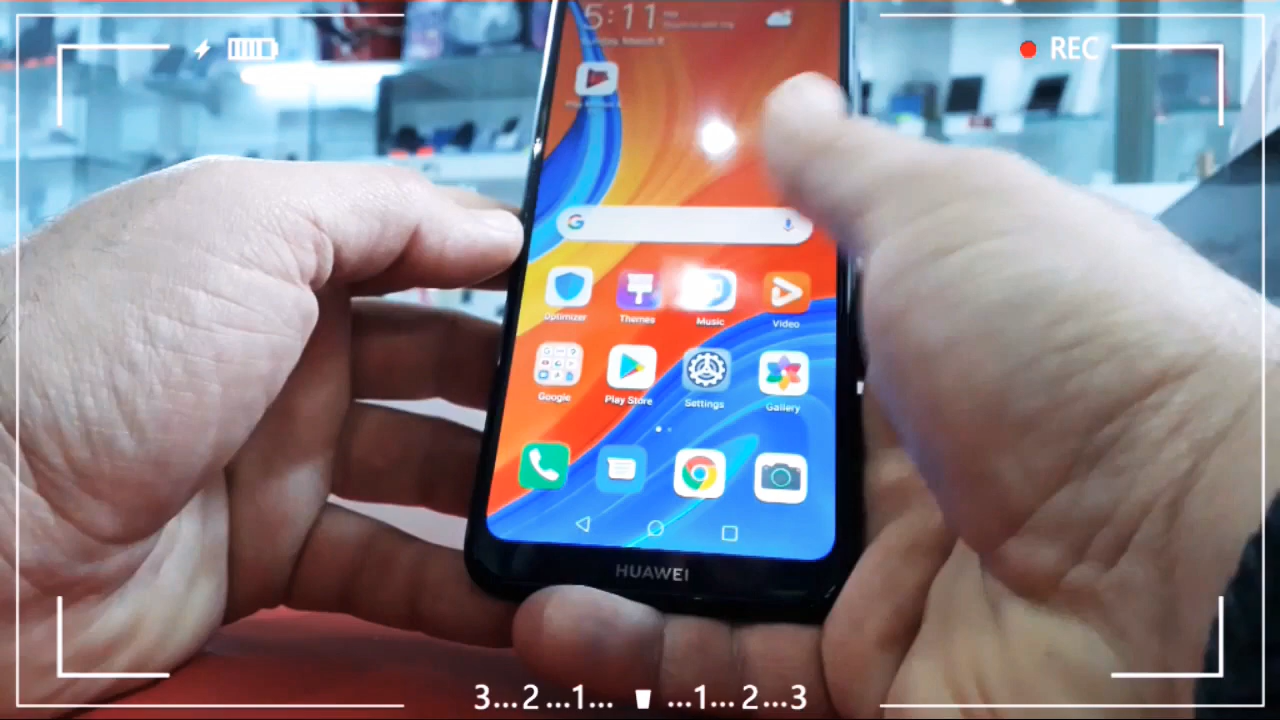 REC
5:11
Optimizer
Themes
Music
Video
Google
Play Store
Settings
Gallery
HUAWEI
3...2...1... ...1...2...3